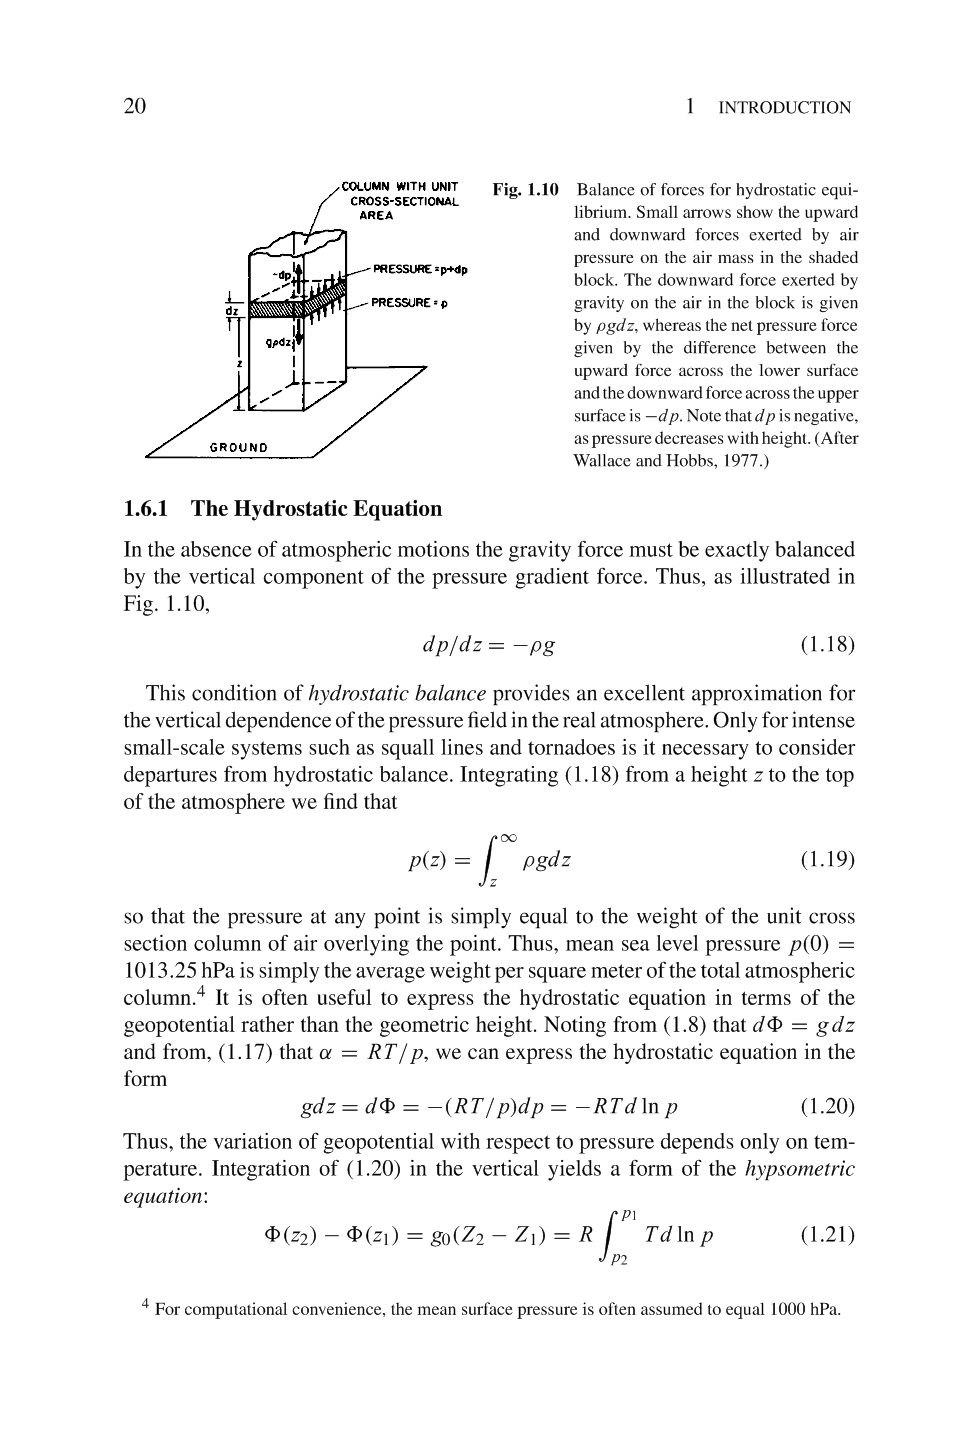 20
1 INTRODUCTION
COLUMN WITH UNIT
CROSS-SECTIONAL
AREA
-dp
PRESSURE = p+dp
PRESSURE = p
dz
gρdz
z
GROUND
Fig. 1.10 Balance of forces for hydrostatic equi-
librium. Small arrows show the upward
and downward forces exerted by air
pressure on the air mass in the shaded
block. The downward force exerted by
gravity on the air in the block is given
by ρgdz, whereas the net pressure force
given by the difference between the
upward force across the lower surface
and the downward force across the upper
surface is −dp. Note that dp is negative,
as pressure decreases with height. (After
Wallace and Hobbs, 1977.)
1.6.1 The Hydrostatic Equation
In the absence of atmospheric motions the gravity force must be exactly balanced
by the vertical component of the pressure gradient force. Thus, as illustrated in
Fig. 1.10,
dp/dz = −ρg (1.18)
This condition of hydrostatic balance provides an excellent approximation for
the vertical dependence of the pressure field in the real atmosphere. Only for intense
small-scale systems such as squall lines and tornadoes is it necessary to consider
departures from hydrostatic balance. Integrating (1.18) from a height z to the top
of the atmosphere we find that
p(z) = ∫_z^∞ ρgdz (1.19)
so that the pressure at any point is simply equal to the weight of the unit cross
section column of air overlying the point. Thus, mean sea level pressure p(0) =
1013.25 hPa is simply the average weight per square meter of the total atmospheric
column.⁴ It is often useful to express the hydrostatic equation in terms of the
geopotential rather than the geometric height. Noting from (1.8) that dΦ = gdz
and from, (1.17) that α = RT/p, we can express the hydrostatic equation in the
form
gdz = dΦ = −(RT/p)dp = −RTd ln p (1.20)
Thus, the variation of geopotential with respect to pressure depends only on tem-
perature. Integration of (1.20) in the vertical yields a form of the hypsometric
equation:
Φ(z₂) − Φ(z₁) = g₀(Z₂ − Z₁) = R ∫_{p₂}^{p₁} Td ln p (1.21)
⁴ For computational convenience, the mean surface pressure is often assumed to equal 1000 hPa.